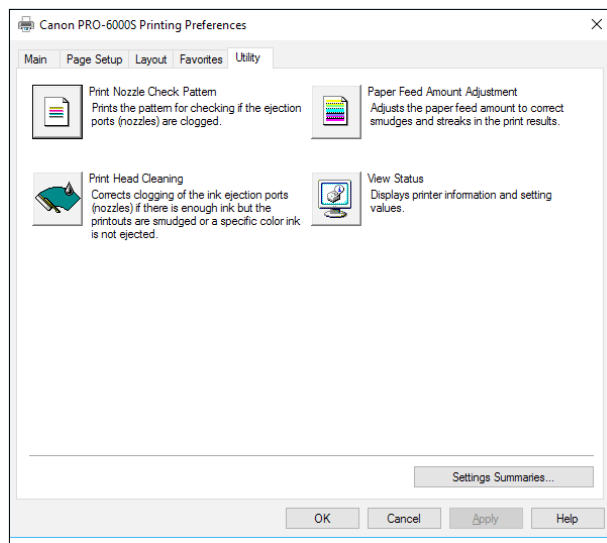 Canon PRO-6000S Printing Preferences
Main Page Setup Layout Favorites Utility
Print Nozzle Check Pattern
Prints the pattern for checking if the ejection
ports (nozzles) are clogged.
Paper Feed Amount Adjustment
Adjusts the paper feed amount to correct
smudges and streaks in the print results.
Print Head Cleaning
Corrects clogging of the ink ejection ports
(nozzles) if there is enough ink but the
printouts are smudged or a specific color ink
is not ejected.
View Status
Displays printer information and setting
values.
Settings Summaries...
OK Cancel Apply Help